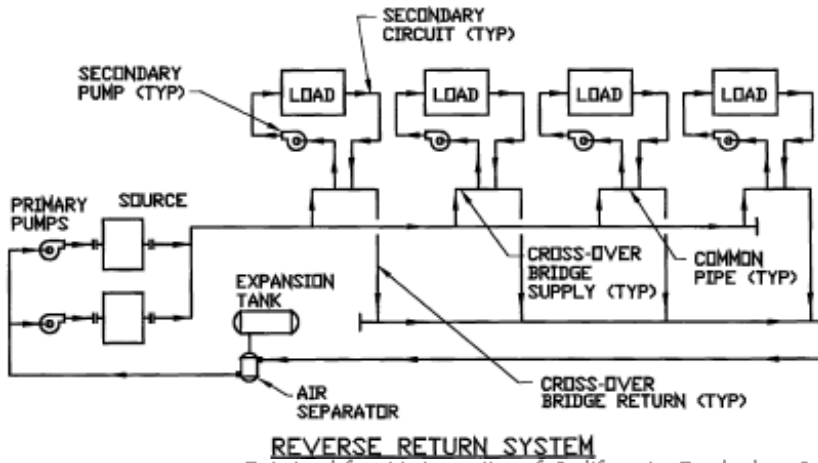 SECONDARY
CIRCUIT (TYP)
SECONDARY
PUMP (TYP)
LOAD
LOAD
LOAD
LOAD
PRIMARY
PUMPS
SOURCE
EXPANSION
TANK
CROSS-OVER
BRIDGE
SUPPLY (TYP)
COMMON
PIPE (TYP)
AIR
SEPARATOR
CROSS-OVER
BRIDGE RETURN (TYP)
REVERSE RETURN SYSTEM